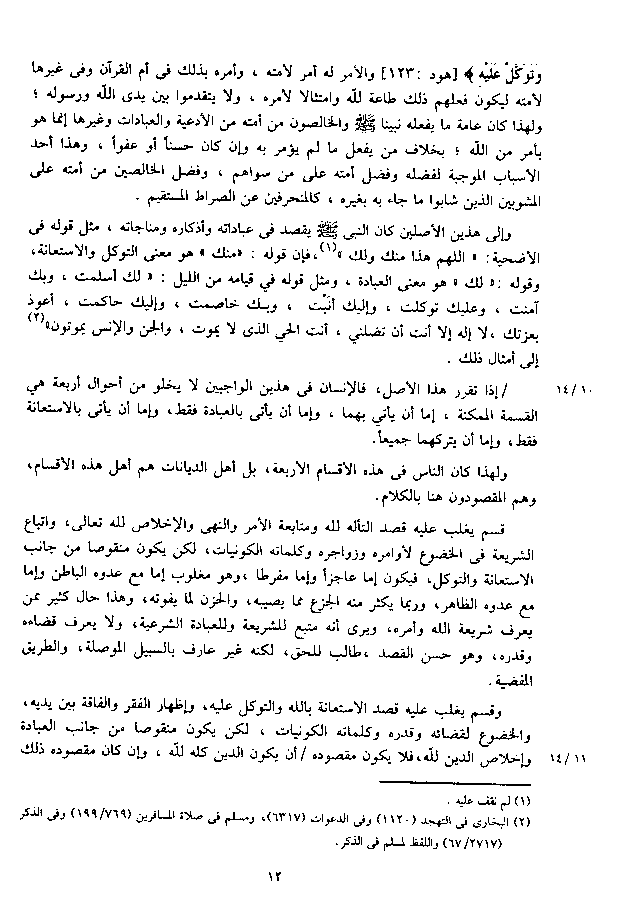 وَتَوَكَّلْ عَلَيْهِ ﴾ [هود : ١٢٣] والأمر له أمر لأمته ، وأمره بذلك فى أم القرآن وفى غيرها
لأمته ليكون فعلهم ذلك طاعة لله وامتثالا لأمره ، ولا يتقدموا بين يدى الله ورسوله ؛
ولهذا كان عامة ما يفعله نبينا ﷺ والخالصون من أمته من الأدعية والعبادات وغيرها إنما هو
بأمر من الله ؛ بخلاف من يفعل ما لم يؤمر به وإن كان حسناً أو عفواً ، وهذا أحد
الأسباب الموجبة لفضله وفضل أمته على من سواهم ، وفضل الخالصين من أمته على
المشوبين الذين شابوا ما جاء به بغيره ، كالمنحرفين عن الصراط المستقيم .
وإلى هذين الأصلين كان النبى ﷺ يقصد فى عباداته وأذكاره ومناجاته ، مثل قوله فى
الأضحية: « اللهم هذا منك ولك »(١)، فإن قوله : «منك » هو معنى التوكل والاستعانة،
وقوله :« لك » هو معنى العبادة ، ومثل قوله فى قيامه من الليل : « لك أسلمت ، وبك
آمنت ، وعليك توكلت ، وإليك أنَبْت ، وبـك خاصمت ، وإليك حاكمت ، أعوذ
بعزتك ، لا إله إلا أنت أن تضلنى ، أنت الحي الذى لا يموت ، والجن والإنس يموتون»(٢)
إلى أمثال ذلك .
١٤/١٠ / إذا تقرر هذا الأصل، فالإنسان فى هذين الواجبين لا يخلو من أحوال أربعة هي
القسمة الممكنة ، إما أن يأتي بهما ، وإما أن يأتى بالعبادة فقط، وإما أن يأتى بالاستعانة
فقط، وإما أن يتركهما جميعاً.
ولهذا كان الناس فى هذه الأقسام الأربعة، بل أهل الديانات هم أهل هذه الأقسام،
وهم المقصودون هنا بالكلام.
قسم يغلب عليه قصد التأله لله ومتابعة الأمر والنهى والإخلاص لله تعالى، واتباع
الشريعة فى الخضوع لأوامره وزواجره وكلماته الكونيات، لكن يكون منقوصا من جانب
الاستعانة والتوكل، فيكون إما عاجزاً وإما مفرطا ،وهو مغلوب إما مع عدوه الباطن وإما
مع عدوه الظاهر، وربما يكثر منه الجزع مما يصيبه، والحزن لما يفوته، وهذا حال كثير ممن
يعرف شريعة الله وأمره، ويرى أنه متبع للشريعة وللعبادة الشرعية، ولا يعرف قضاءه
وقدره، وهو حسن القصد ،طالب للحق، لكنه غير عارف بالسبيل الموصلة، والطريق
المفضية .
وقسم يغلب عليه قصد الاستعانة بالله والتوكل عليه، وإظهار الفقر والفاقة بين يديه،
والخضوع لقضائه وقدره وكلماته الكونيات ، لكن يكون منقوصا من جانب العبادة
١٤/١١ وإخلاص الدين لله، فلا يكون مقصوده / أن يكون الدين كله لله ، وإن كان مقصوده ذلك
(١) لم نقف عليه .
(٢) البخارى فى التهجد (١١٢٠) وفى الدعوات (٦٣١٧)، ومسلم فى صلاة المسافرين (١٩٩/٧٦٩) وفى الذكر
(٦٧/٢٧١٧) واللفظ لمسلم فى الذكر.
١٢